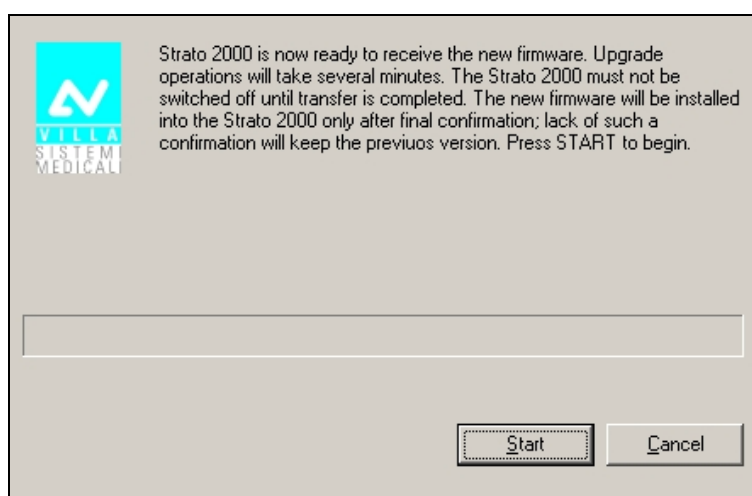 Strato 2000 is now ready to receive the new firmware. Upgrade
operations will take several minutes. The Strato 2000 must not be
switched off until transfer is completed. The new firmware will be installed
into the Strato 2000 only after final confirmation; lack of such a
confirmation will keep the previuos version. Press START to begin.
VILLA
SISTEMI
MEDICALI
Start
Cancel